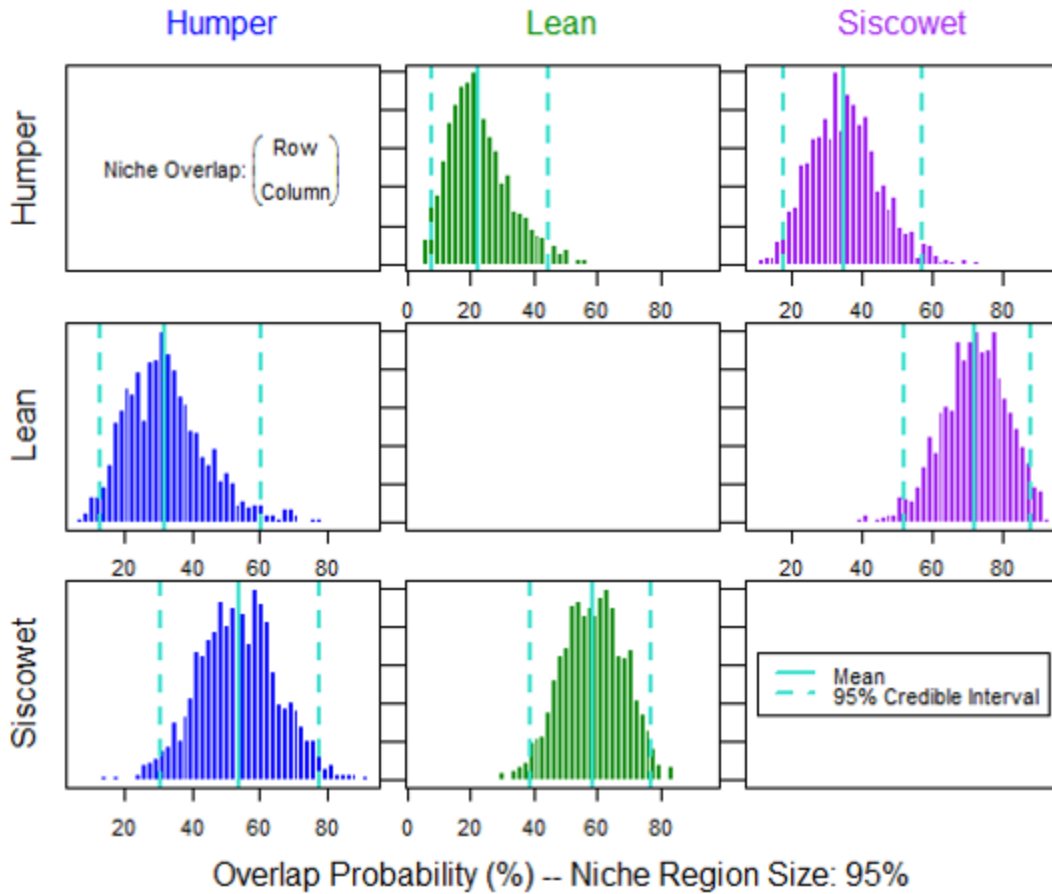 Humper Lean Siscowet
Humper
Niche Overlap: (Row
Column)
0 20 40 60 80
20 40 60 80
Lean
20 40 60 80
20 40 60 80
Siscowet
Mean
95% Credible Interval
20 40 60 80
0 20 40 60 80
Overlap Probability (%) -- Niche Region Size: 95%